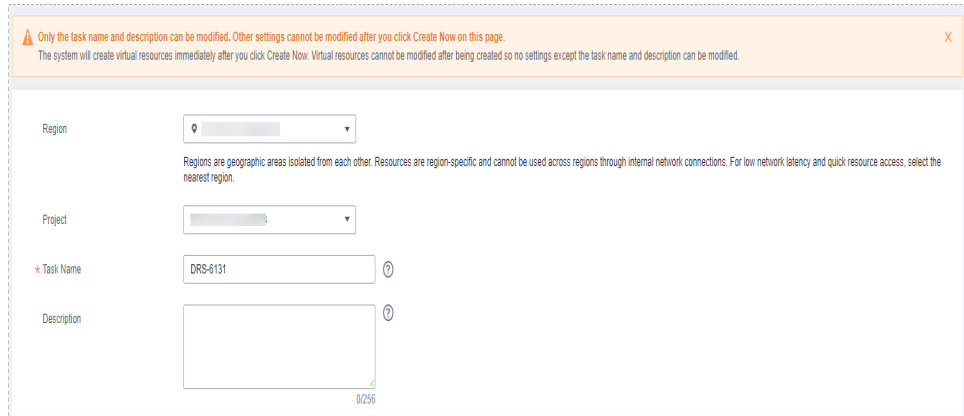 Only the task name and description can be modified. Other settings cannot be modified after you click Create Now on this page.
The system will create virtual resources immediately after you click Create Now. Virtual resources cannot be modified after being created so no settings except the task name and description can be modified.
Region
Regions are geographic areas isolated from each other. Resources are region-specific and cannot be used across regions through internal network connections. For low network latency and quick resource access, select the
nearest region.
Project
* Task Name DRS-6131
Description
0/256